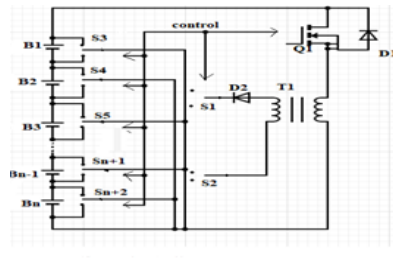 S3
control
B1
Q1
D1
S4
B2
D2
T1
S1
S5
B3
Sn+1
Bn-1
S2
Sn+2
Bn